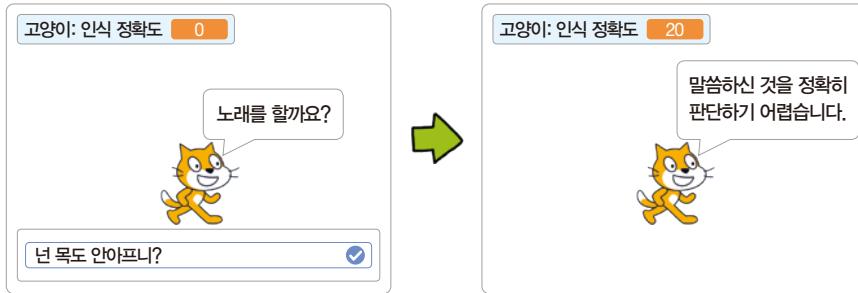 고양이: 인식 정확도 0
노래를 할까요?
넌 목도 안아프니?
고양이: 인식 정확도 20
말씀하신 것을 정확히
판단하기 어렵습니다.